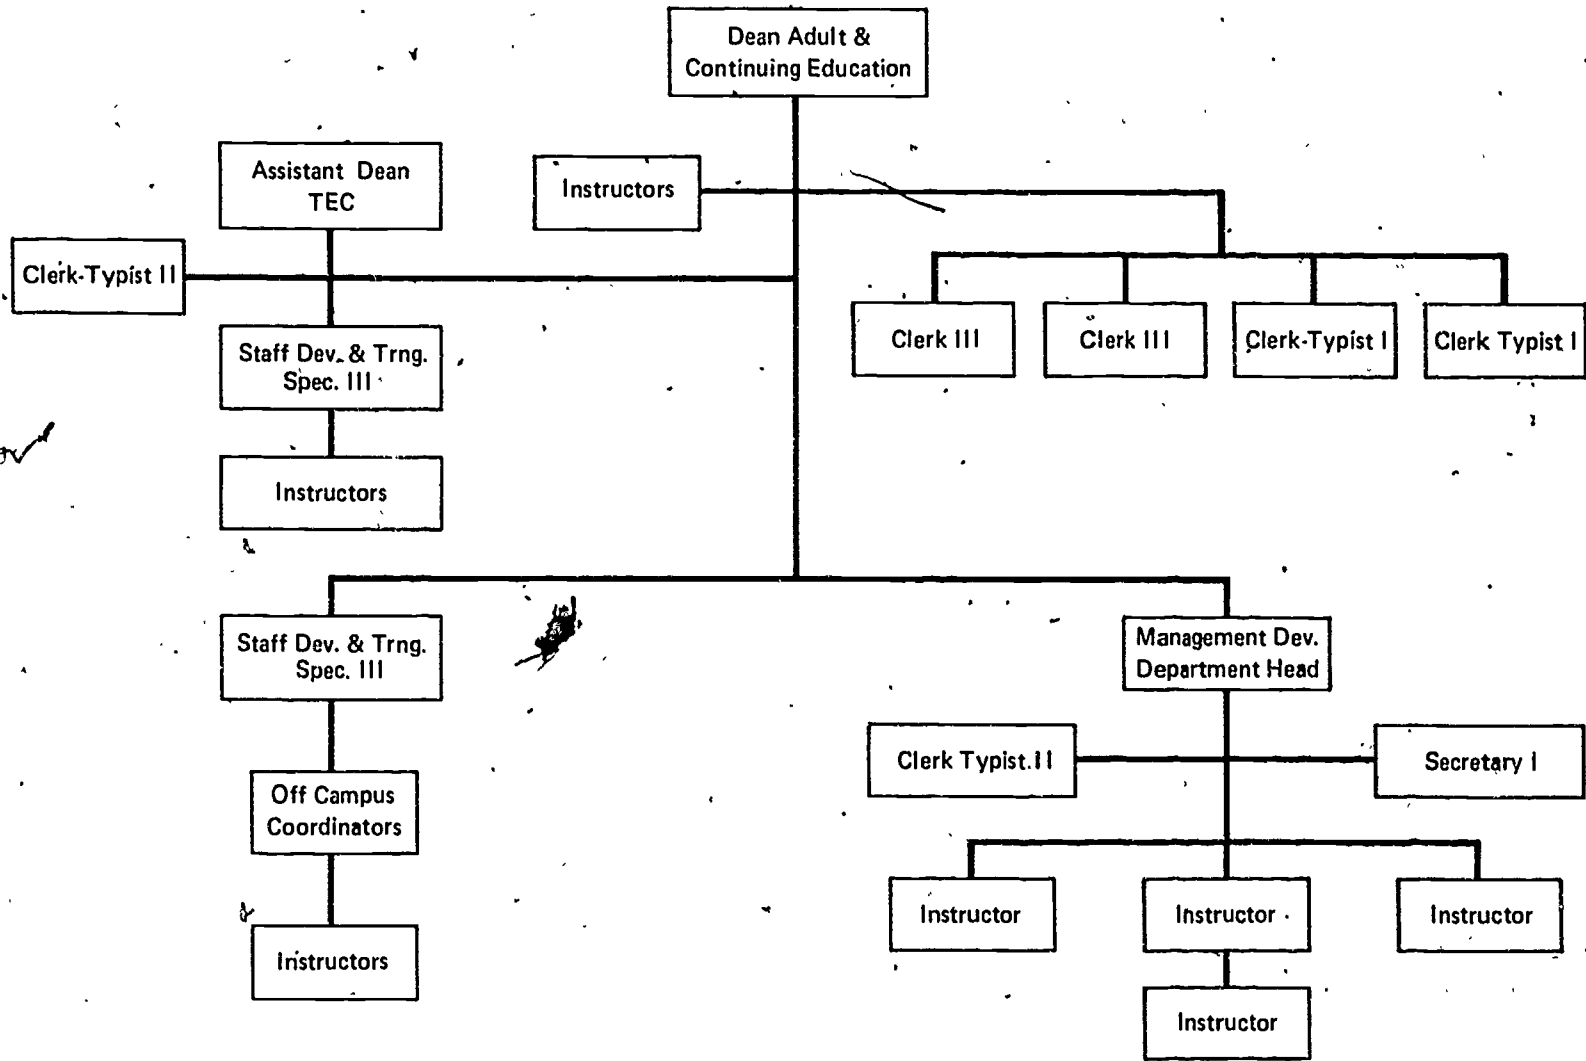 Dean Adult &
Continuing Education
Assistant Dean
TEC
Instructors
Clerk-Typist II
Clerk III
Clerk III
Clerk-Typist I
Clerk Typist I
Staff Dev. & Trng.
Spec. III
Instructors
Staff Dev. & Trng.
Spec. III
Management Dev.
Department Head
Clerk Typist II
Secretary I
Off Campus
Coordinators
Instructor
Instructor
Instructor
Instructors
Instructor